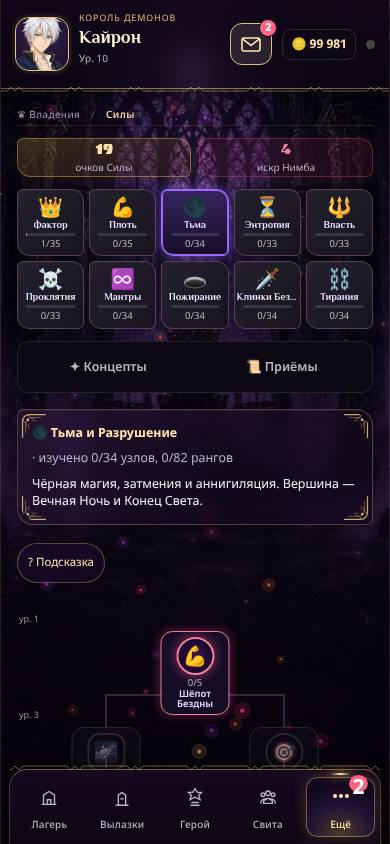 КОРОЛЬ ДЕМОНОВ
Кайрон
Ур. 10
2
99 981
Владения / Силы
19
очков Силы
4
искр Нимба
Фактор
1/35
Плоть
0/35
Тьма
0/34
Энтропия
0/33
Власть
0/33
Проклятия
0/33
Мантры
0/34
Пожирание
0/34
Клинки Без...
0/34
Тирания
0/34
Концепты
Приёмы
Тьма и Разрушение
· изучено 0/34 узлов, 0/82 рангов
Чёрная магия, затмения и аннигиляция. Вершина —
Вечная Ночь и Конец Света.
? Подсказка
ур. 1
0/5
Шёпот
Бездны
ур. 3
2
Лагерь
Вылазки
Герой
Свита
Ещё